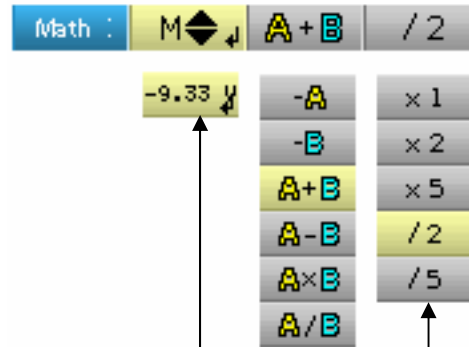 Math : M A+B /2
-9.33 V -A ×1
-B ×2
A+B ×5
A-B /2
A×B /5
A/B